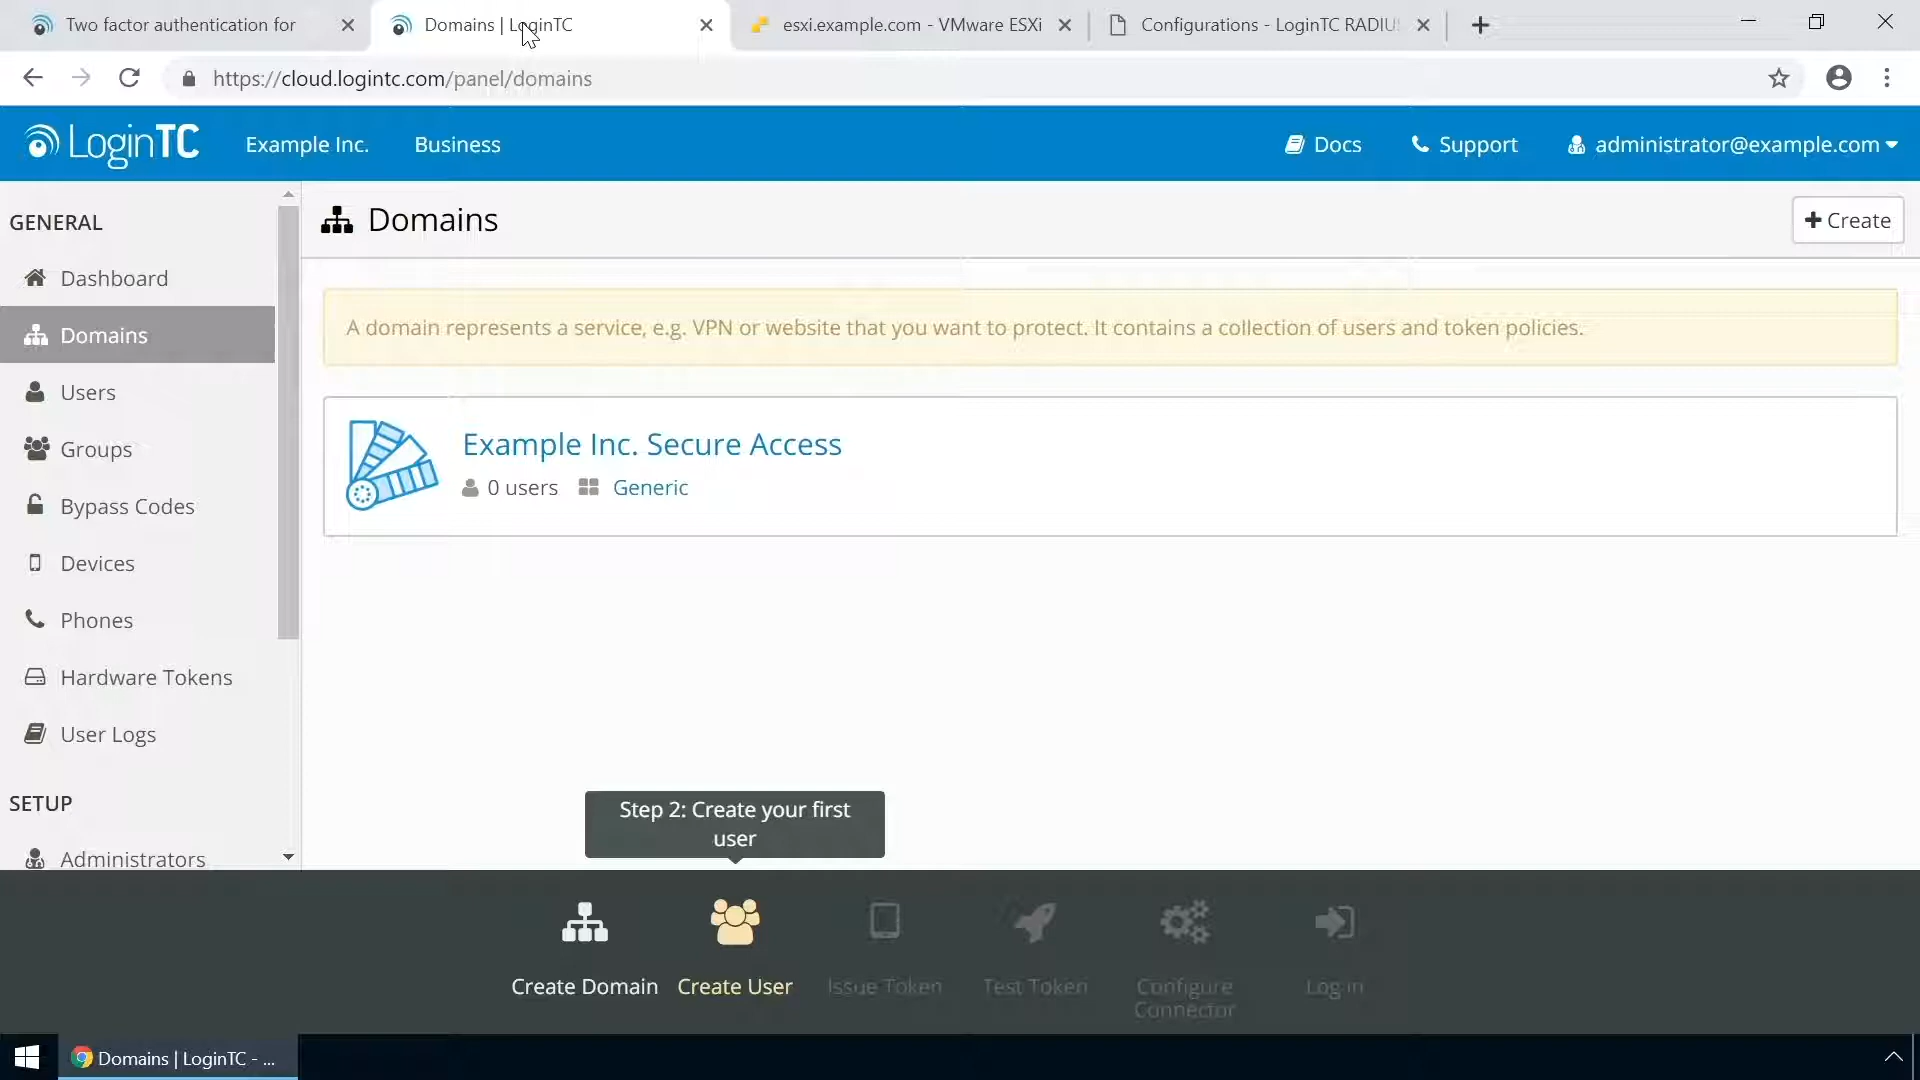 Two factor authentication for
Domains | LoginTC
esxi.example.com - VMware ESXi
Configurations - LoginTC RADIU
https://cloud.logintc.com/panel/domains
LoginTC
Example Inc.
Business
Docs
Support
administrator@example.com
GENERAL
Dashboard
Domains
Users
Groups
Bypass Codes
Devices
Phones
Hardware Tokens
User Logs
SETUP
Administrators
Domains
Create
A domain represents a service, e.g. VPN or website that you want to protect. It contains a collection of users and token policies.
Example Inc. Secure Access
0 users
Generic
Step 2: Create your first
user
Create Domain
Create User
Issue Token
Test Token
Configure
Connector
Log in
Domains | LoginTC - ...